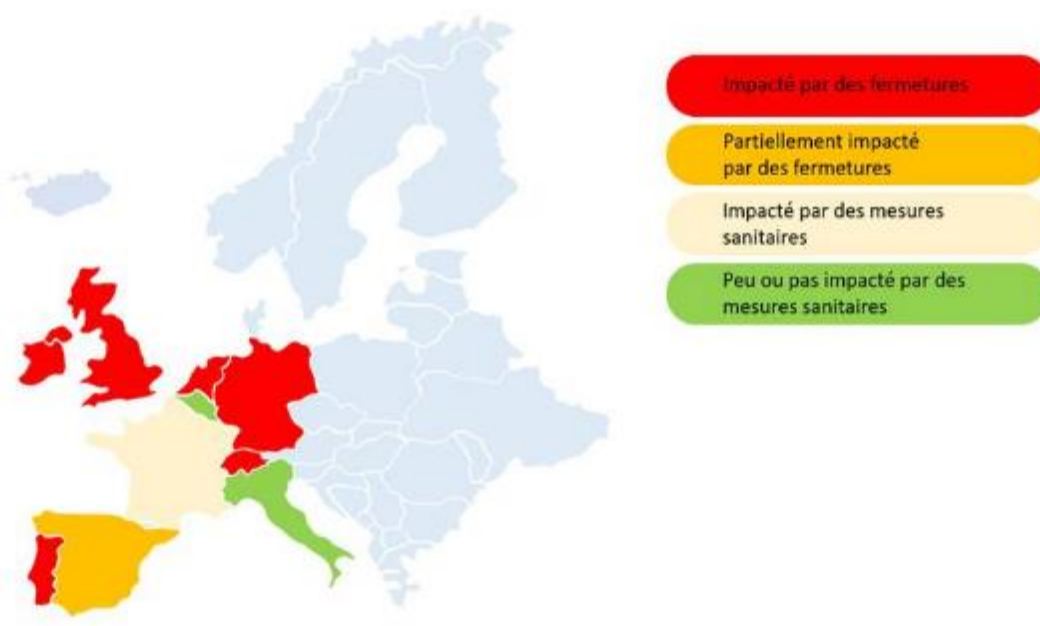 Impacté par des fermetures
Partiellement impacté
par des fermetures
Impacté par des mesures
sanitaires
Peu ou pas impacté par des
mesures sanitaires